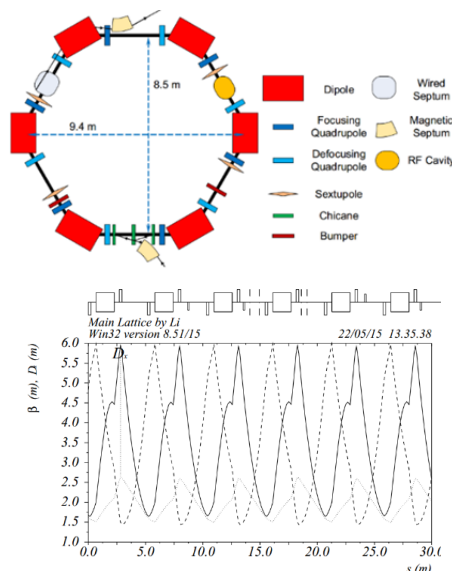 8.5 m
9.4 m
Dipole
Wired
Septum
Focusing
Quadrupole
Magnetic
Septum
Defocusing
Quadrupole
RF Cavity
Sextupole
Chicane
Bumper
Main Lattice by Li
Win32 version 8.51/15 22/05/15 13.35.38
β (m), D (m)
6.0
5.5
5.0
4.5
4.0
3.5
3.0
2.5
2.0
1.5
1.0
Dx
0.0 5.0 10.0 15.0 20.0 25.0 30.0
s (m)